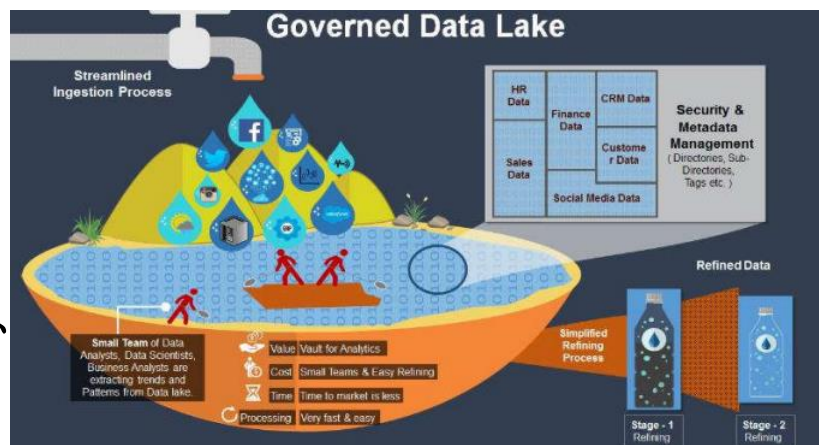 Governed Data Lake
Streamlined
Ingestion Process
HR
Data
Finance
Data
CRM Data
Sales
Data
Custome
r Data
Social Media Data
Security &
Metadata
Management
( Directories, Sub-
Directories,
Tags etc. )
Refined Data
Simplified
Refining
Process
Small Team of Data
Analysts, Data Scientists,
Business Analysts are
extracting trends and
Patterns from Data lake.
Value Vault for Analytics
Cost Small Teams & Easy Refining
Time Time to market is less
Processing Very fast & easy
Stage - 1
Refining
Stage - 2
Refining